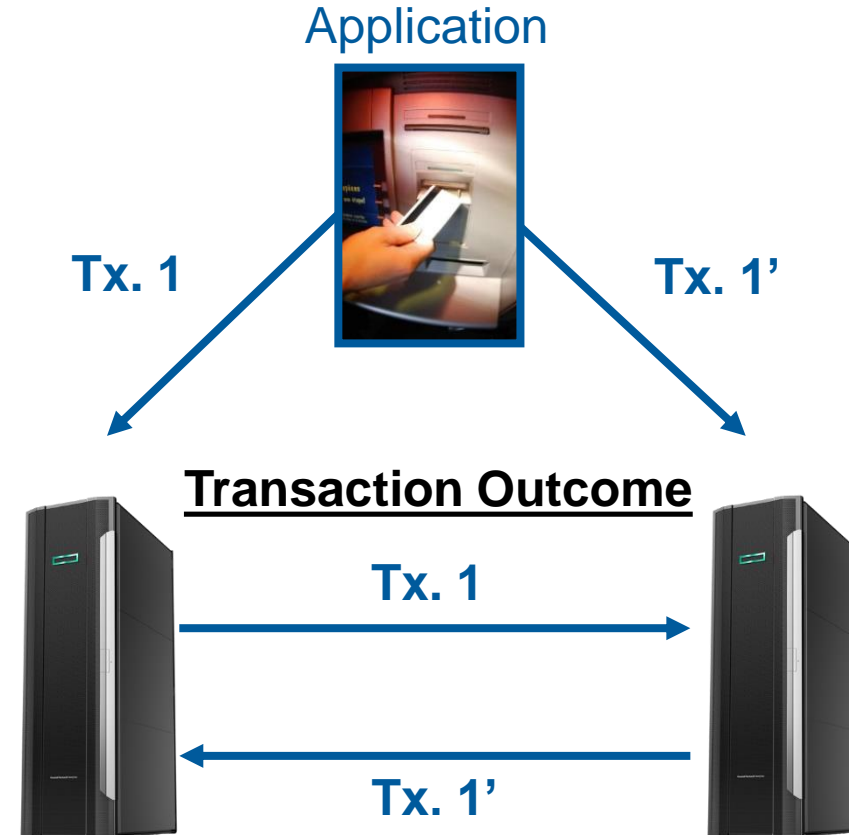 Application
Tx. 1
Tx. 1’
Transaction Outcome
Tx. 1
Tx. 1’